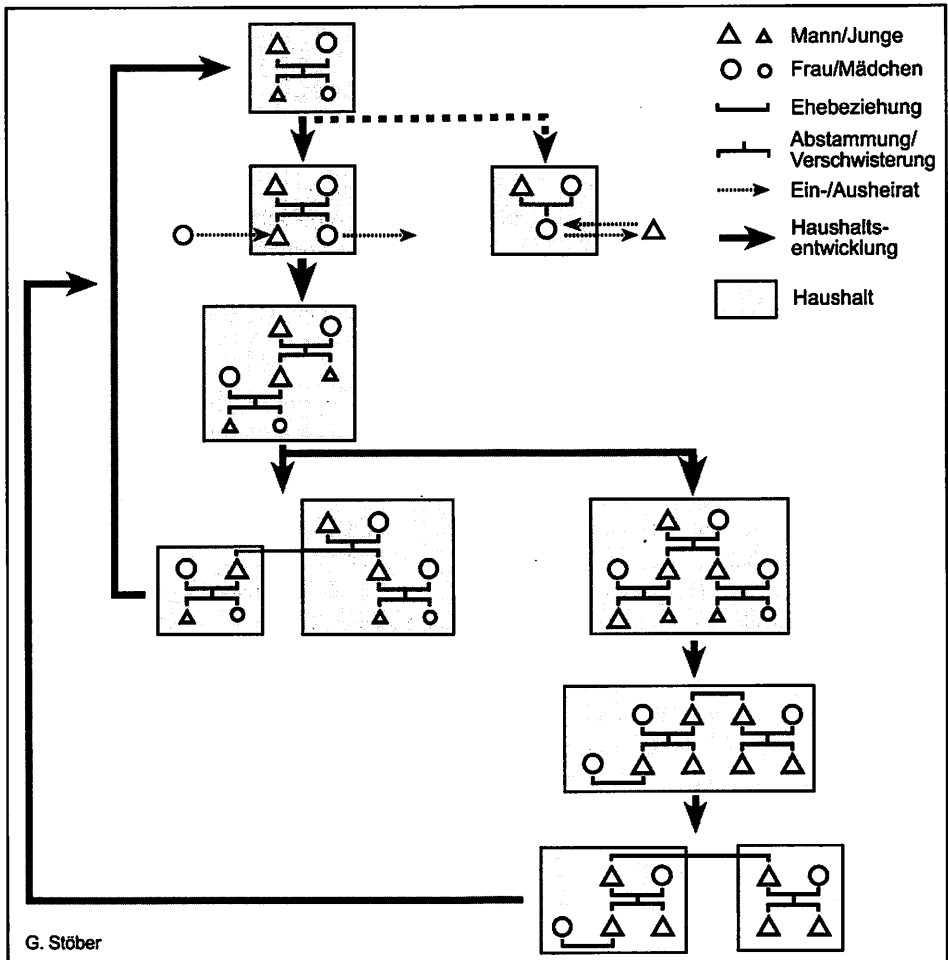 Mann/Junge
Frau/Mädchen
Ehebeziehung
Abstammung/
Verschwisterung
Ein-/Ausheirat
Haushalts-
entwicklung
Haushalt
G. Stöber